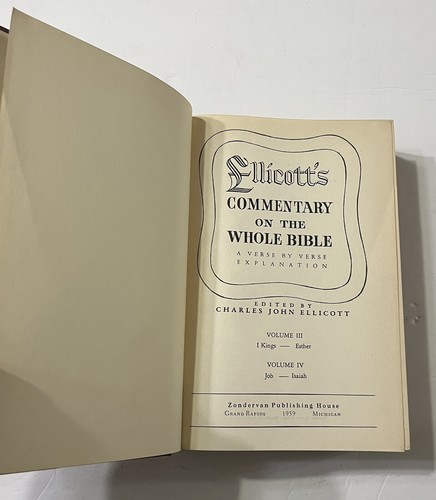 Ellicott's
COMMENTARY
ON THE
WHOLE BIBLE
A VERSE BY VERSE
EXPLANATION
EDITED BY
CHARLES JOHN ELLICOTT
VOLUME III
I Kings — Esther
VOLUME IV
Job — Isaiah
Zondervan Publishing House
GRAND RAPIDS 1959 MICHIGAN